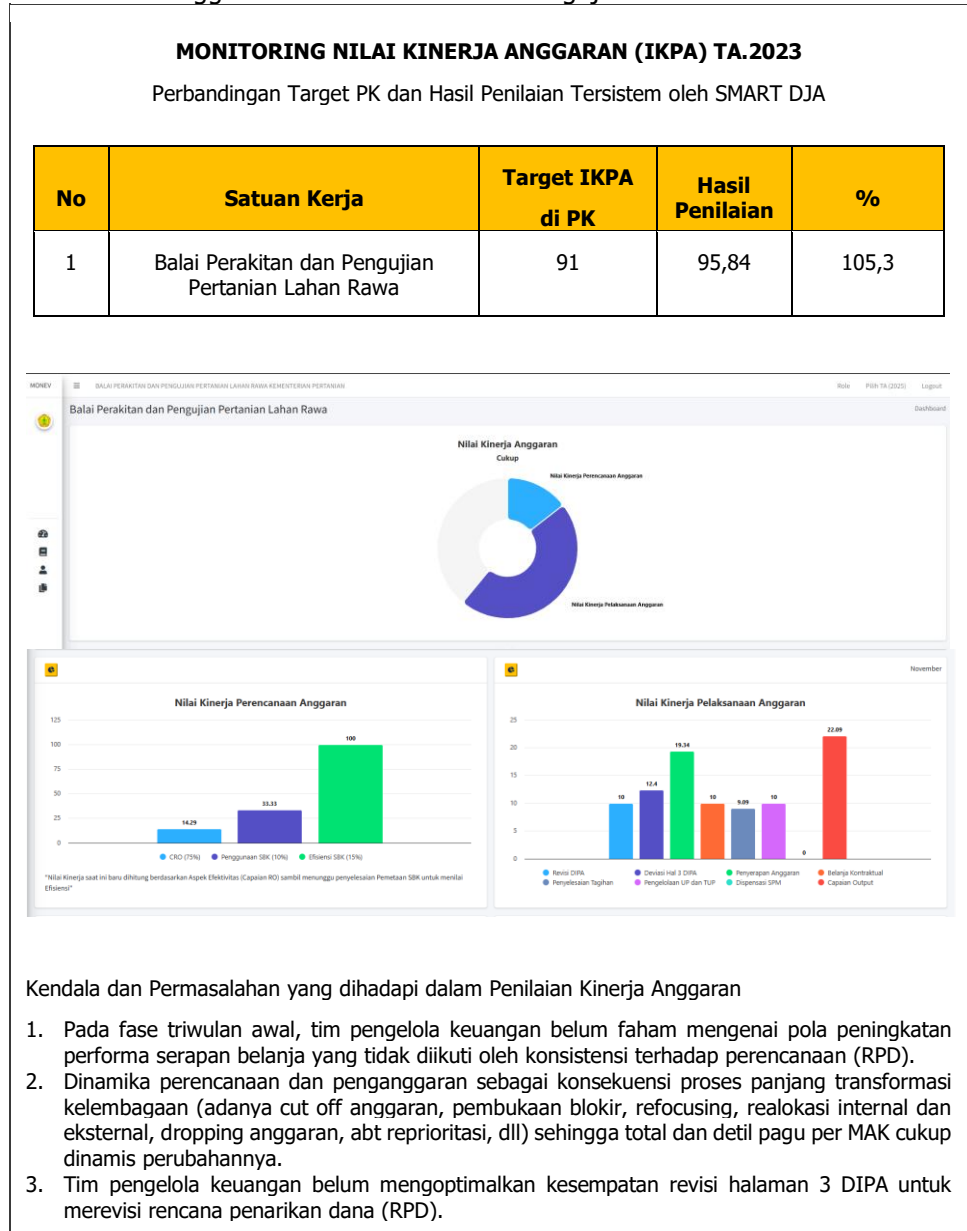 MONITORING NILAI KINERJA ANGGARAN (IKPA) TA.2023
Perbandingan Target PK dan Hasil Penilaian Tersistem oleh SMART DJA
No
Satuan Kerja
Target IKPA
di PK
Hasil
Penilaian
%
1
Balai Perakitan dan Pengujian
Pertanian Lahan Rawa
91
95,84
105,3
MONEV
BALAI PERAKITAN DAN PENGUJIAN PERTANIAN LAHAN RAWA KEMENTERIAN PERTANIAN
Role
Pilih TA (2025)
Logout
Balai Perakitan dan Pengujian Pertanian Lahan Rawa
Dashboard
Nilai Kinerja Anggaran
Cukup
Nilai Kinerja Perencanaan Anggaran
Nilai Kinerja Pelaksanaan Anggaran
Nilai Kinerja Perencanaan Anggaran
125
100
75
50
25
0
14.29
33.33
100
CRO (75%)
Penggunaan SBK (10%)
Efisiensi SBK (15%)
"Nilai Kinerja saat ini baru dihitung berdasarkan Aspek Efektivitas (Capaian RO) sambil menunggu penyelesaian Pemetaan SBK untuk menilai
Efisiensi"
November
Nilai Kinerja Pelaksanaan Anggaran
25
20
15
10
5
0
10
12.4
19.34
10
9.09
10
0
22.09
Revisi DIPA
Deviasi Hal 3 DIPA
Penyerapan Anggaran
Belanja Kontraktual
Penyelesaian Tagihan
Pengelolaan UP dan TUP
Dispensasi SPM
Capaian Output
Kendala dan Permasalahan yang dihadapi dalam Penilaian Kinerja Anggaran
1. Pada fase triwulan awal, tim pengelola keuangan belum faham mengenai pola peningkatan
performa serapan belanja yang tidak diikuti oleh konsistensi terhadap perencanaan (RPD).
2. Dinamika perencanaan dan penganggaran sebagai konsekuensi proses panjang transformasi
kelembagaan (adanya cut off anggaran, pembukaan blokir, refocusing, realokasi internal dan
eksternal, dropping anggaran, abt reprioritasi, dll) sehingga total dan detil pagu per MAK cukup
dinamis perubahannya.
3. Tim pengelola keuangan belum mengoptimalkan kesempatan revisi halaman 3 DIPA untuk
merevisi rencana penarikan dana (RPD).